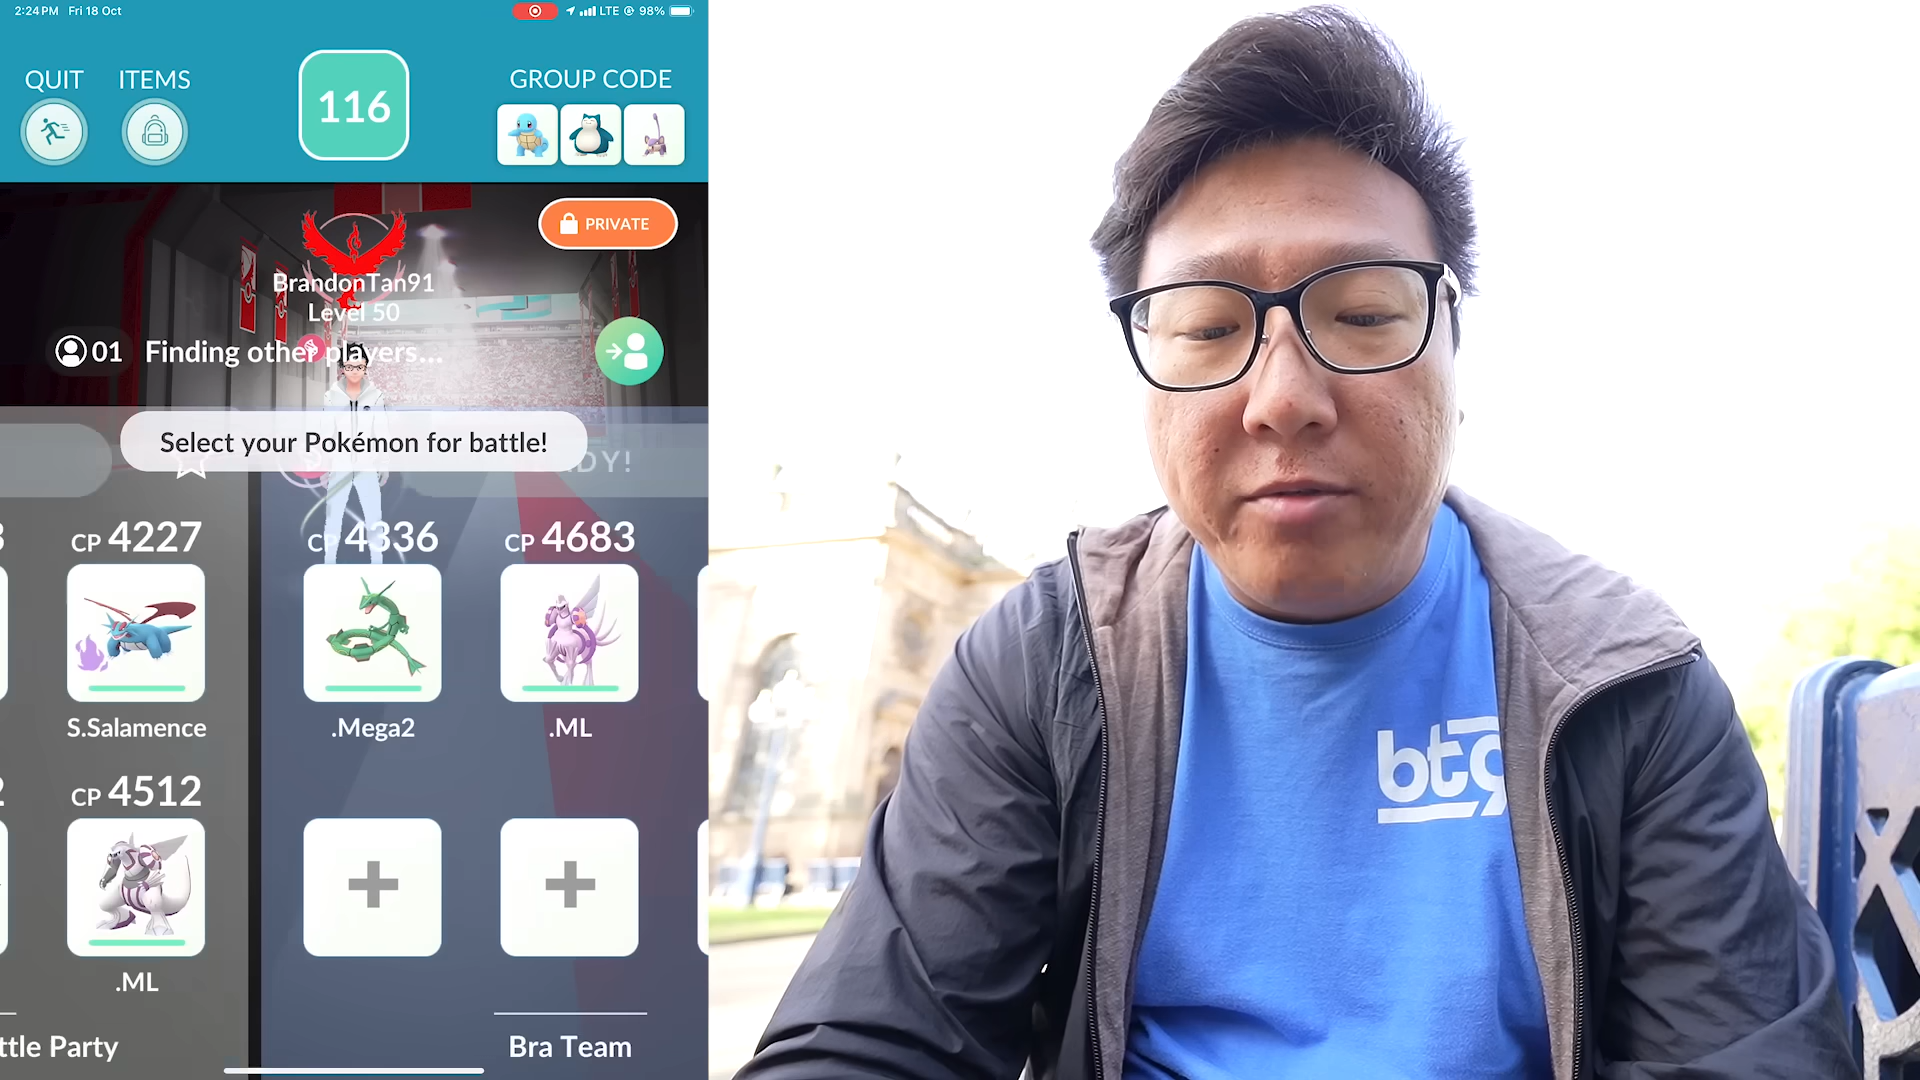 2:24 PM Fri 18 Oct
LTE 98%
QUIT ITEMS
116
GROUP CODE
PRIVATE
BrandonTan91
Level 50
01 Finding other players...
Select your Pokémon for battle!
DY!
CP 4227
CP 4336
CP 4683
S.Salamence
.Mega2
.ML
CP 4512
.ML
ttle Party
Bra Team
btg